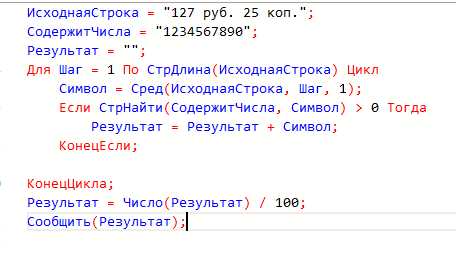 ИсходнаяСтрока = "127 руб. 25 коп.";
СодержитЧисла = "1234567890";
Результат = "";
Для Шаг = 1 По СтрДлина(ИсходнаяСтрока) Цикл
Символ = Сред(ИсходнаяСтрока, Шаг, 1);
Если СтрНайти(СодержитЧисла, Символ) > 0 Тогда
Результат = Результат + Символ;
КонецЕсли;
КонецЦикла;
Результат = Число(Результат) / 100;
Сообщить(Результат);